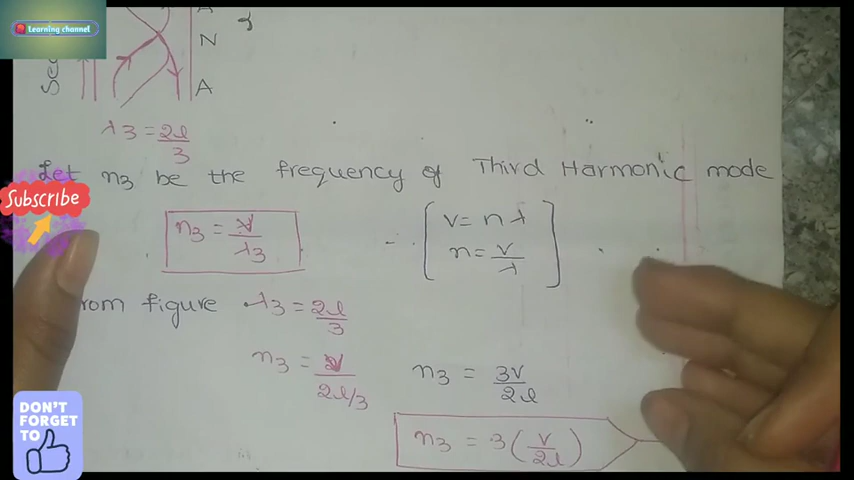 Learning channel
A
N
A
λ3 = 2l/3
Let n3 be the frequency of Third Harmonic mode
Subscribe
n3 = v/λ3
[v = nλ
n = v/λ]
From figure λ3 = 2l/3
n3 = v/2l/3
n3 = 3v/2l
n3 = 3(v/2l)
DON'T
FORGET
TO